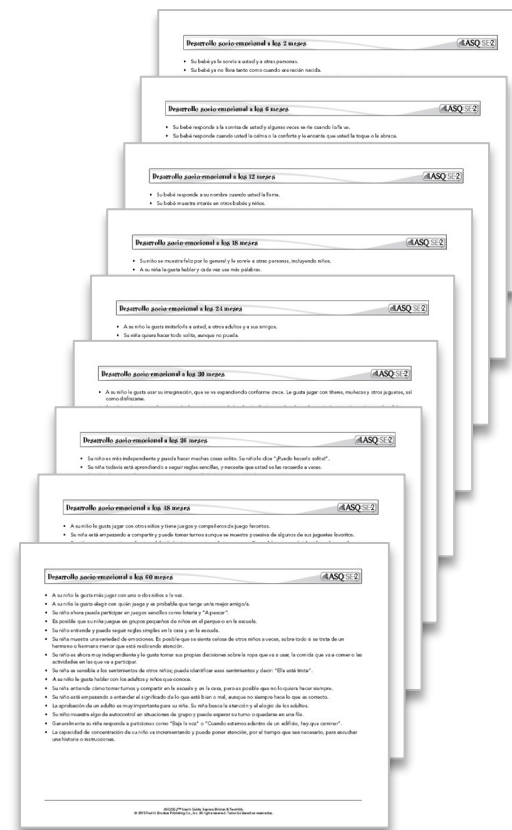 Desarrollo socio-emocional a los 2 meses
ASQ SE-2
• Su bebé ya le sonríe a usted y a otras personas.
• Su bebé ya no llora tanto como cuando era recién nacida.
Desarrollo socio-emocional a los 6 meses
ASQ SE-2
• Su bebé responde a la sonrisa de usted y algunas veces se ríe cuando la/lo ve.
• Su bebé responde cuando usted la calma o la conforta y le encanta que usted la toque o la abrace.
Desarrollo socio-emocional a los 12 meses
ASQ SE-2
• Su bebé responde a su nombre cuando usted la llama.
• Su bebé muestra interés en otros bebés y niños.
Desarrollo socio-emocional a los 18 meses
ASQ SE-2
• Su niño se muestra feliz por lo general y le sonríe a otras personas, incluyendo niños.
• A su niña le gusta hablar y cada vez usa más palabras.
Desarrollo socio-emocional a los 24 meses
ASQ SE-2
• A su niño le gusta imitarlo/a a usted, a otros adultos y a sus amigos.
• Su niña quiere hacer todo solita, aunque no pueda.
Desarrollo socio-emocional a los 30 meses
ASQ SE-2
• A su niño le gusta usar su imaginación, que se va expandiendo conforme crece. Le gusta jugar con títeres, muñecas y otros juguetes, así
como disfrazarse.
Desarrollo socio-emocional a los 36 meses
ASQ SE-2
• Su niño es más independiente y puede hacer muchas cosas solito. Su niño le dice "¡Puedo hacerlo solito!".
• Su niña todavía está aprendiendo a seguir reglas sencillas, y necesita que usted se las recuerde a veces.
Desarrollo socio-emocional a los 48 meses
ASQ SE-2
• A su niño le gusta jugar con otros niños y tiene juegos y compañeros de juego favoritos.
• Su niña está empezando a compartir y puede tomar turnos aunque se muestra posesiva de algunos de sus juguetes favoritos.
Desarrollo socio-emocional a los 60 meses
ASQ SE-2
• A su niño le gusta más jugar con uno o dos niños a la vez.
• A su niña le gusta elegir con quién juega y es probable que tenga un/a mejor amigo/a.
• Su niño ahora puede participar en juegos sencillos como lotería y "A pescar".
• Es posible que su niña juegue en grupos pequeños de niños en el parque o en la escuela.
• Su niño entiende y puede seguir reglas simples en la casa y en la escuela.
• Su niña muestra una variedad de emociones. Es posible que se sienta celosa de otros niños a veces, sobre todo si se trata de un
hermano o hermana menor que esté recibiendo atención.
• Su niño es ahora muy independiente y le gusta tomar sus propias decisiones sobre la ropa que va a usar, la comida que va a comer o las
actividades en las que va a participar.
• Su niña es sensible a los sentimientos de otros niños; puede identificar esos sentimientos y decir: "Ella está triste".
• A su niña le gusta hablar con los adultos y niños que conoce.
• Su niña entiende cómo tomar turnos y compartir en la escuela y en la casa, pero es posible que no lo quiera hacer siempre.
• Su niño está empezando a entender el significado de lo que está bien o mal, aunque no siempre hace lo que es correcto.
• La aprobación de un adulto es muy importante para su niña. Su niña busca la atención y el elogio de los adultos.
• Su niño muestra algo de autocontrol en situaciones de grupo y puede esperar su turno o quedarse en una fila.
• Generalmente su niña responde a peticiones como "Baja la voz" o "Cuando estamos adentro de un edificio, hay que caminar".
• La capacidad de concentración de su niño va incrementando y puede poner atención, por el tiempo que sea necesario, para escuchar
una historia o instrucciones.